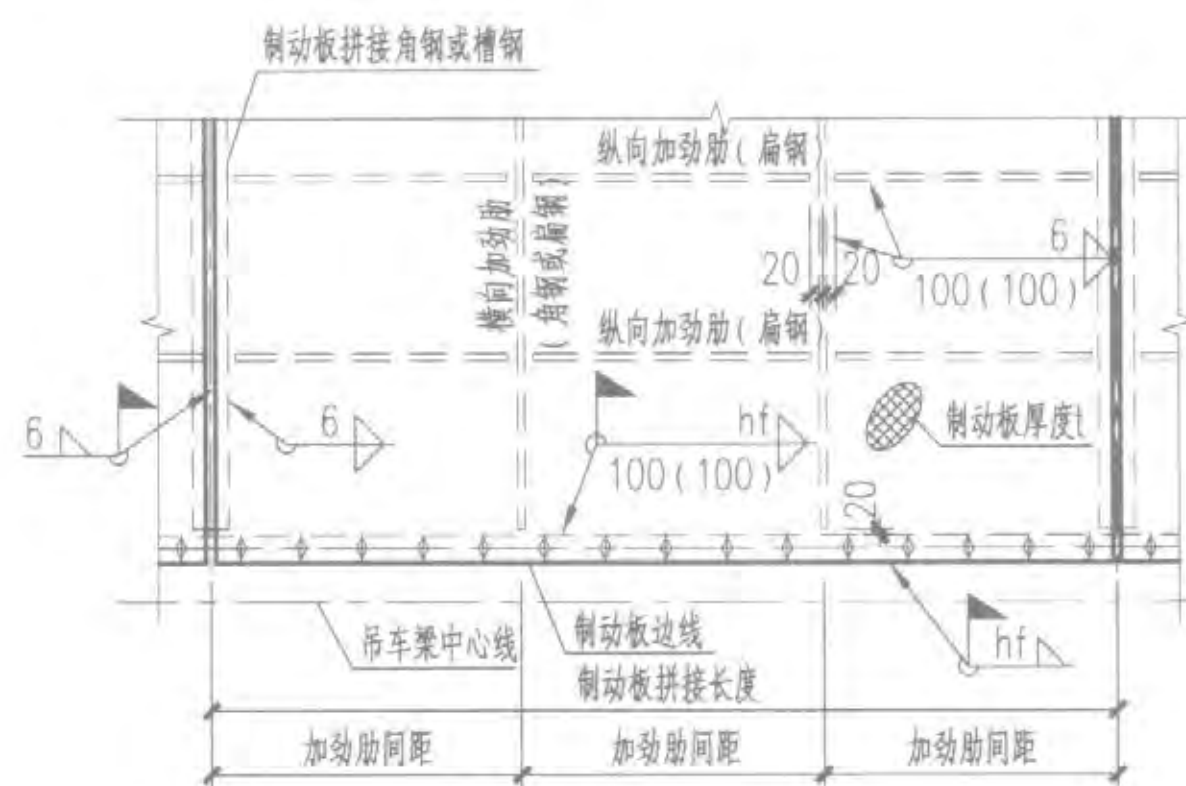 制动板拼接角钢或槽钢
纵向加劲肋(扁钢)
横向加劲肋
(角钢或扁钢)
20
20
6
100(100)
纵向加劲肋(扁钢)
6
6
hf
100(100)
制动板厚度t
20
吊车梁中心线
制动板边线
hf
制动板拼接长度
加劲肋间距
加劲肋间距
加劲肋间距